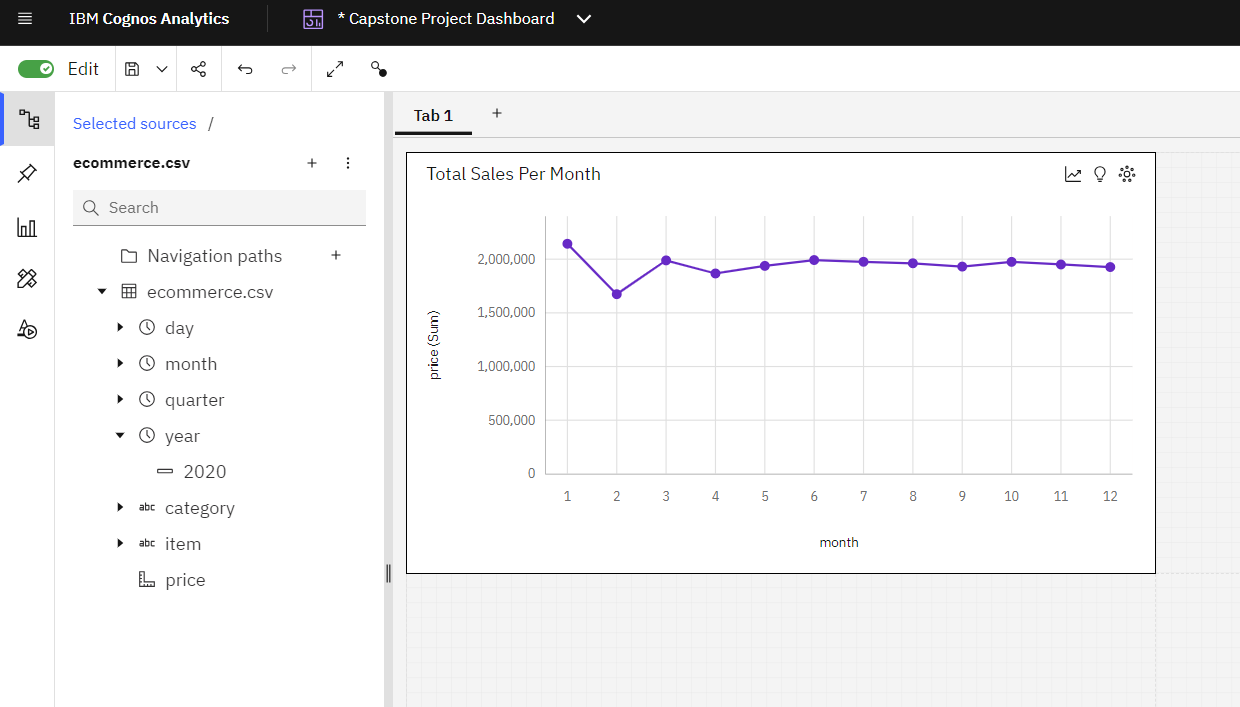 IBM Cognos Analytics
* Capstone Project Dashboard
Edit
Selected sources /
ecommerce.csv
Search
Navigation paths
ecommerce.csv
day
month
quarter
year
2020
abc category
abc item
price
Tab 1
Total Sales Per Month
price (Sum)
2,000,000
1,500,000
1,000,000
500,000
0
1 2 3 4 5 6 7 8 9 10 11 12
month